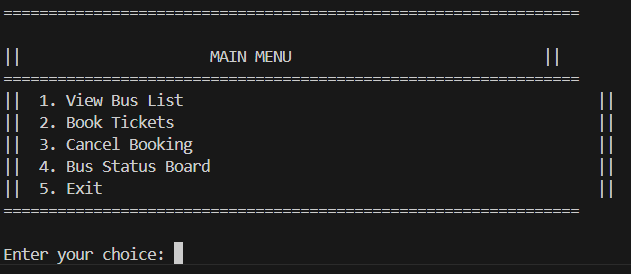 ================================================================
||                     MAIN MENU                            ||
================================================================
||  1. View Bus List                                              ||
||  2. Book Tickets                                               ||
||  3. Cancel Booking                                             ||
||  4. Bus Status Board                                           ||
||  5. Exit                                                       ||
================================================================
Enter your choice: